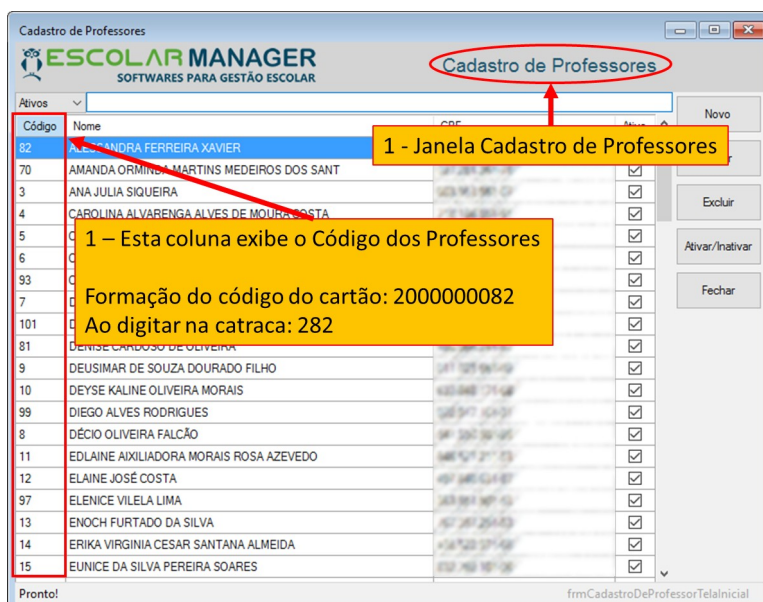 Cadastro de Professores
ESCOLAR MANAGER
SOFTWARES PARA GESTÃO ESCOLAR
Cadastro de Professores
Ativos
Novo
Código Nome CPF Ativo
1 - Janela Cadastro de Professores
82 ALESSANDRA FERREIRA XAVIER
70 AMANDA ORMINDA MARTINS MEDEIROS DOS SANT
3 ANA JULIA SIQUEIRA
Excluir
4 CAROLINA ALVARENGA ALVES DE MOURA COSTA
1 – Esta coluna exibe o Código dos Professores
Formação do código do cartão: 2000000082
Ao digitar na catraca: 282
5
Ativar/Inativar
6
93
Fechar
7
101
81 DENISE CARDOSO DE OLIVEIRA
9 DEUSIMAR DE SOUZA DOURADO FILHO
10 DEYSE KALINE OLIVEIRA MORAIS
99 DIEGO ALVES RODRIGUES
8 DÉCIO OLIVEIRA FALCÃO
11 EDLAINE AIXILIADORA MORAIS ROSA AZEVEDO
12 ELAINE JOSÉ COSTA
97 ELENICE VILELA LIMA
13 ENOCH FURTADO DA SILVA
14 ERIKA VIRGINIA CESAR SANTANA ALMEIDA
15 EUNICE DA SILVA PEREIRA SOARES
Pronto! frmCadastroDeProfessorTelaInicial